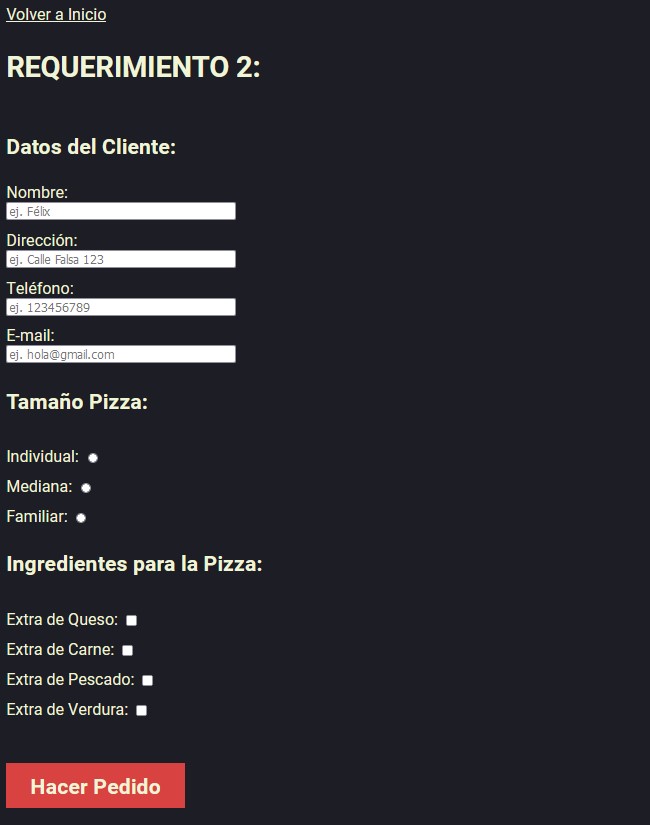 Volver a Inicio
REQUERIMIENTO 2:
Datos del Cliente:
Nombre:
ej. Félix
Dirección:
ej. Calle Falsa 123
Teléfono:
ej. 123456789
E-mail:
ej. hola@gmail.com
Tamaño Pizza:
Individual:
Mediana:
Familiar:
Ingredientes para la Pizza:
Extra de Queso:
Extra de Carne:
Extra de Pescado:
Extra de Verdura:
Hacer Pedido